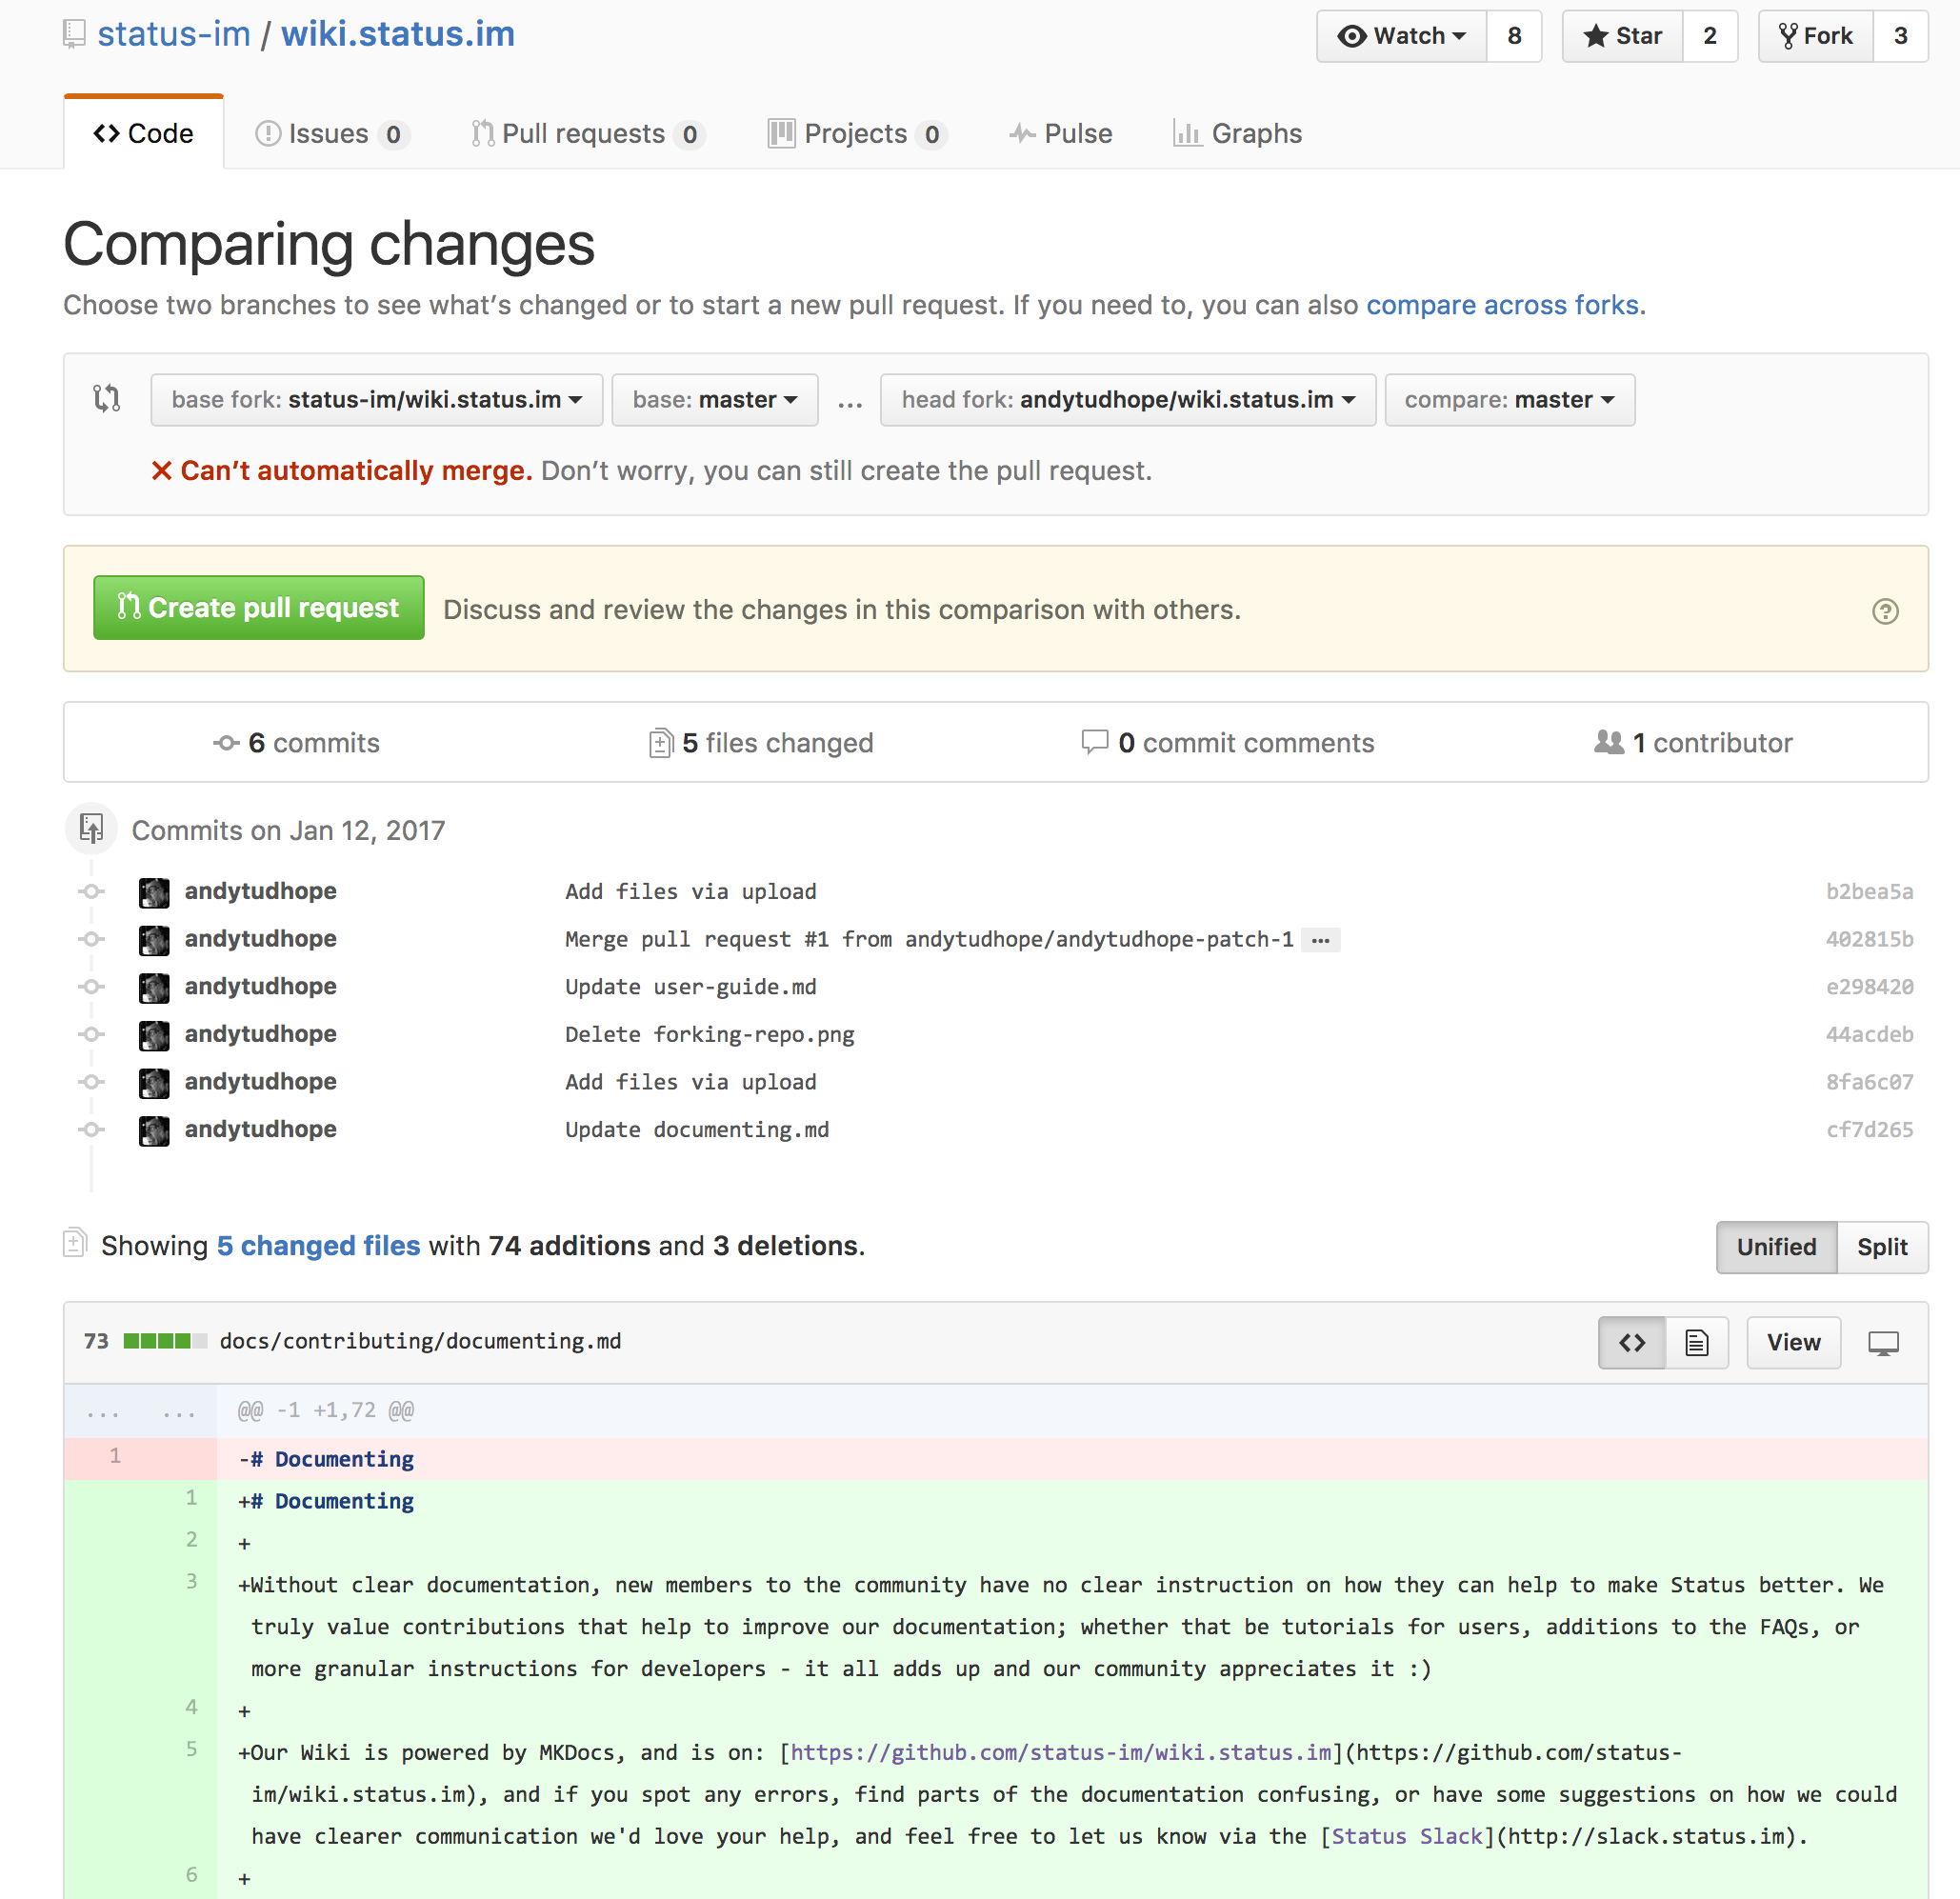 status-im / wiki.status.im
Watch 8 Star 2 Fork 3
Code Issues 0 Pull requests 0 Projects 0 Pulse Graphs
Comparing changes
Choose two branches to see what’s changed or to start a new pull request. If you need to, you can also compare across forks.
base fork: status-im/wiki.status.im base: master ... head fork: andytudhope/wiki.status.im compare: master
Can’t automatically merge. Don’t worry, you can still create the pull request.
Create pull request Discuss and review the changes in this comparison with others.
6 commits 5 files changed 0 commit comments 1 contributor
Commits on Jan 12, 2017
andytudhope Add files via upload b2bea5a
andytudhope Merge pull request #1 from andytudhope/andytudhope-patch-1 ... 402815b
andytudhope Update user-guide.md e298420
andytudhope Delete forking-repo.png 44acdeb
andytudhope Add files via upload 8fa6c07
andytudhope Update documenting.md cf7d265
Showing 5 changed files with 74 additions and 3 deletions. Unified Split
73 docs/contributing/documenting.md <> View
... ... @@ -1 +1,72 @@
1 -# Documenting
1 +# Documenting
2 +
3 +Without clear documentation, new members to the community have no clear instruction on how they can help to make Status better. We
truly value contributions that help to improve our documentation; whether that be tutorials for users, additions to the FAQs, or
more granular instructions for developers - it all adds up and our community appreciates it :)
4 +
5 +Our Wiki is powered by MKDocs, and is on: [https://github.com/status-im/wiki.status.im](https://github.com/status-
im/wiki.status.im), and if you spot any errors, find parts of the documentation confusing, or have some suggestions on how we could
have clearer communication we'd love your help, and feel free to let us know via the [Status Slack](http://slack.status.im).
6 +